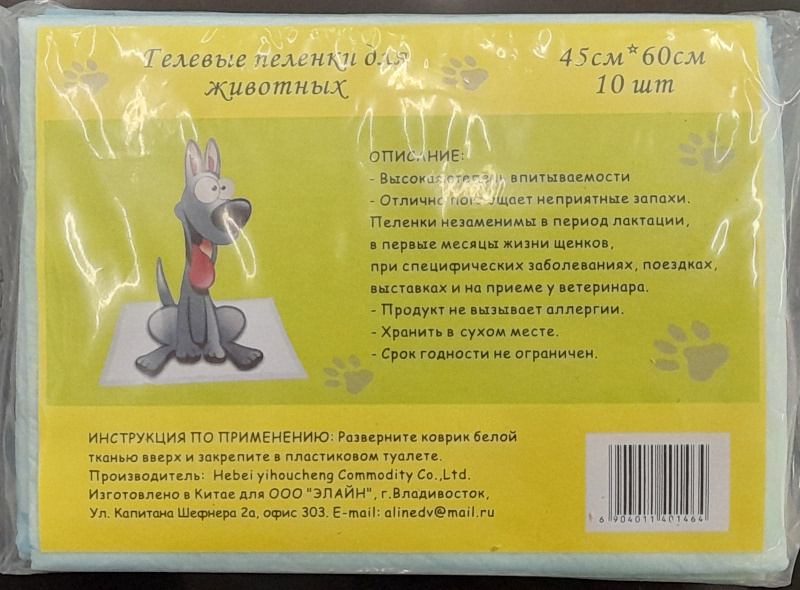 Гелевые пеленки для
животных
45см*60см
10 шт
ОПИСАНИЕ:
- Высокая степень впитываемости
- Отлично поглощает неприятные запахи.
Пеленки незаменимы в период лактации,
в первые месяцы жизни щенков,
при специфических заболеваниях, поездках,
выставках и на приеме у ветеринара.
- Продукт не вызывает аллергии.
- Хранить в сухом месте.
- Срок годности не ограничен.
ИНСТРУКЦИЯ ПО ПРИМЕНЕНИЮ: Разверните коврик белой
тканью вверх и закрепите в пластиковом туалете.
Производитель: Hebei yihoucheng Commodity Co.,Ltd.
Изготовлено в Китае для ООО "ЭЛАЙН", г.Владивосток,
Ул. Капитана Шефнера 2а, офис 303. E-mail: alinedv@mail.ru
6 904011 401464